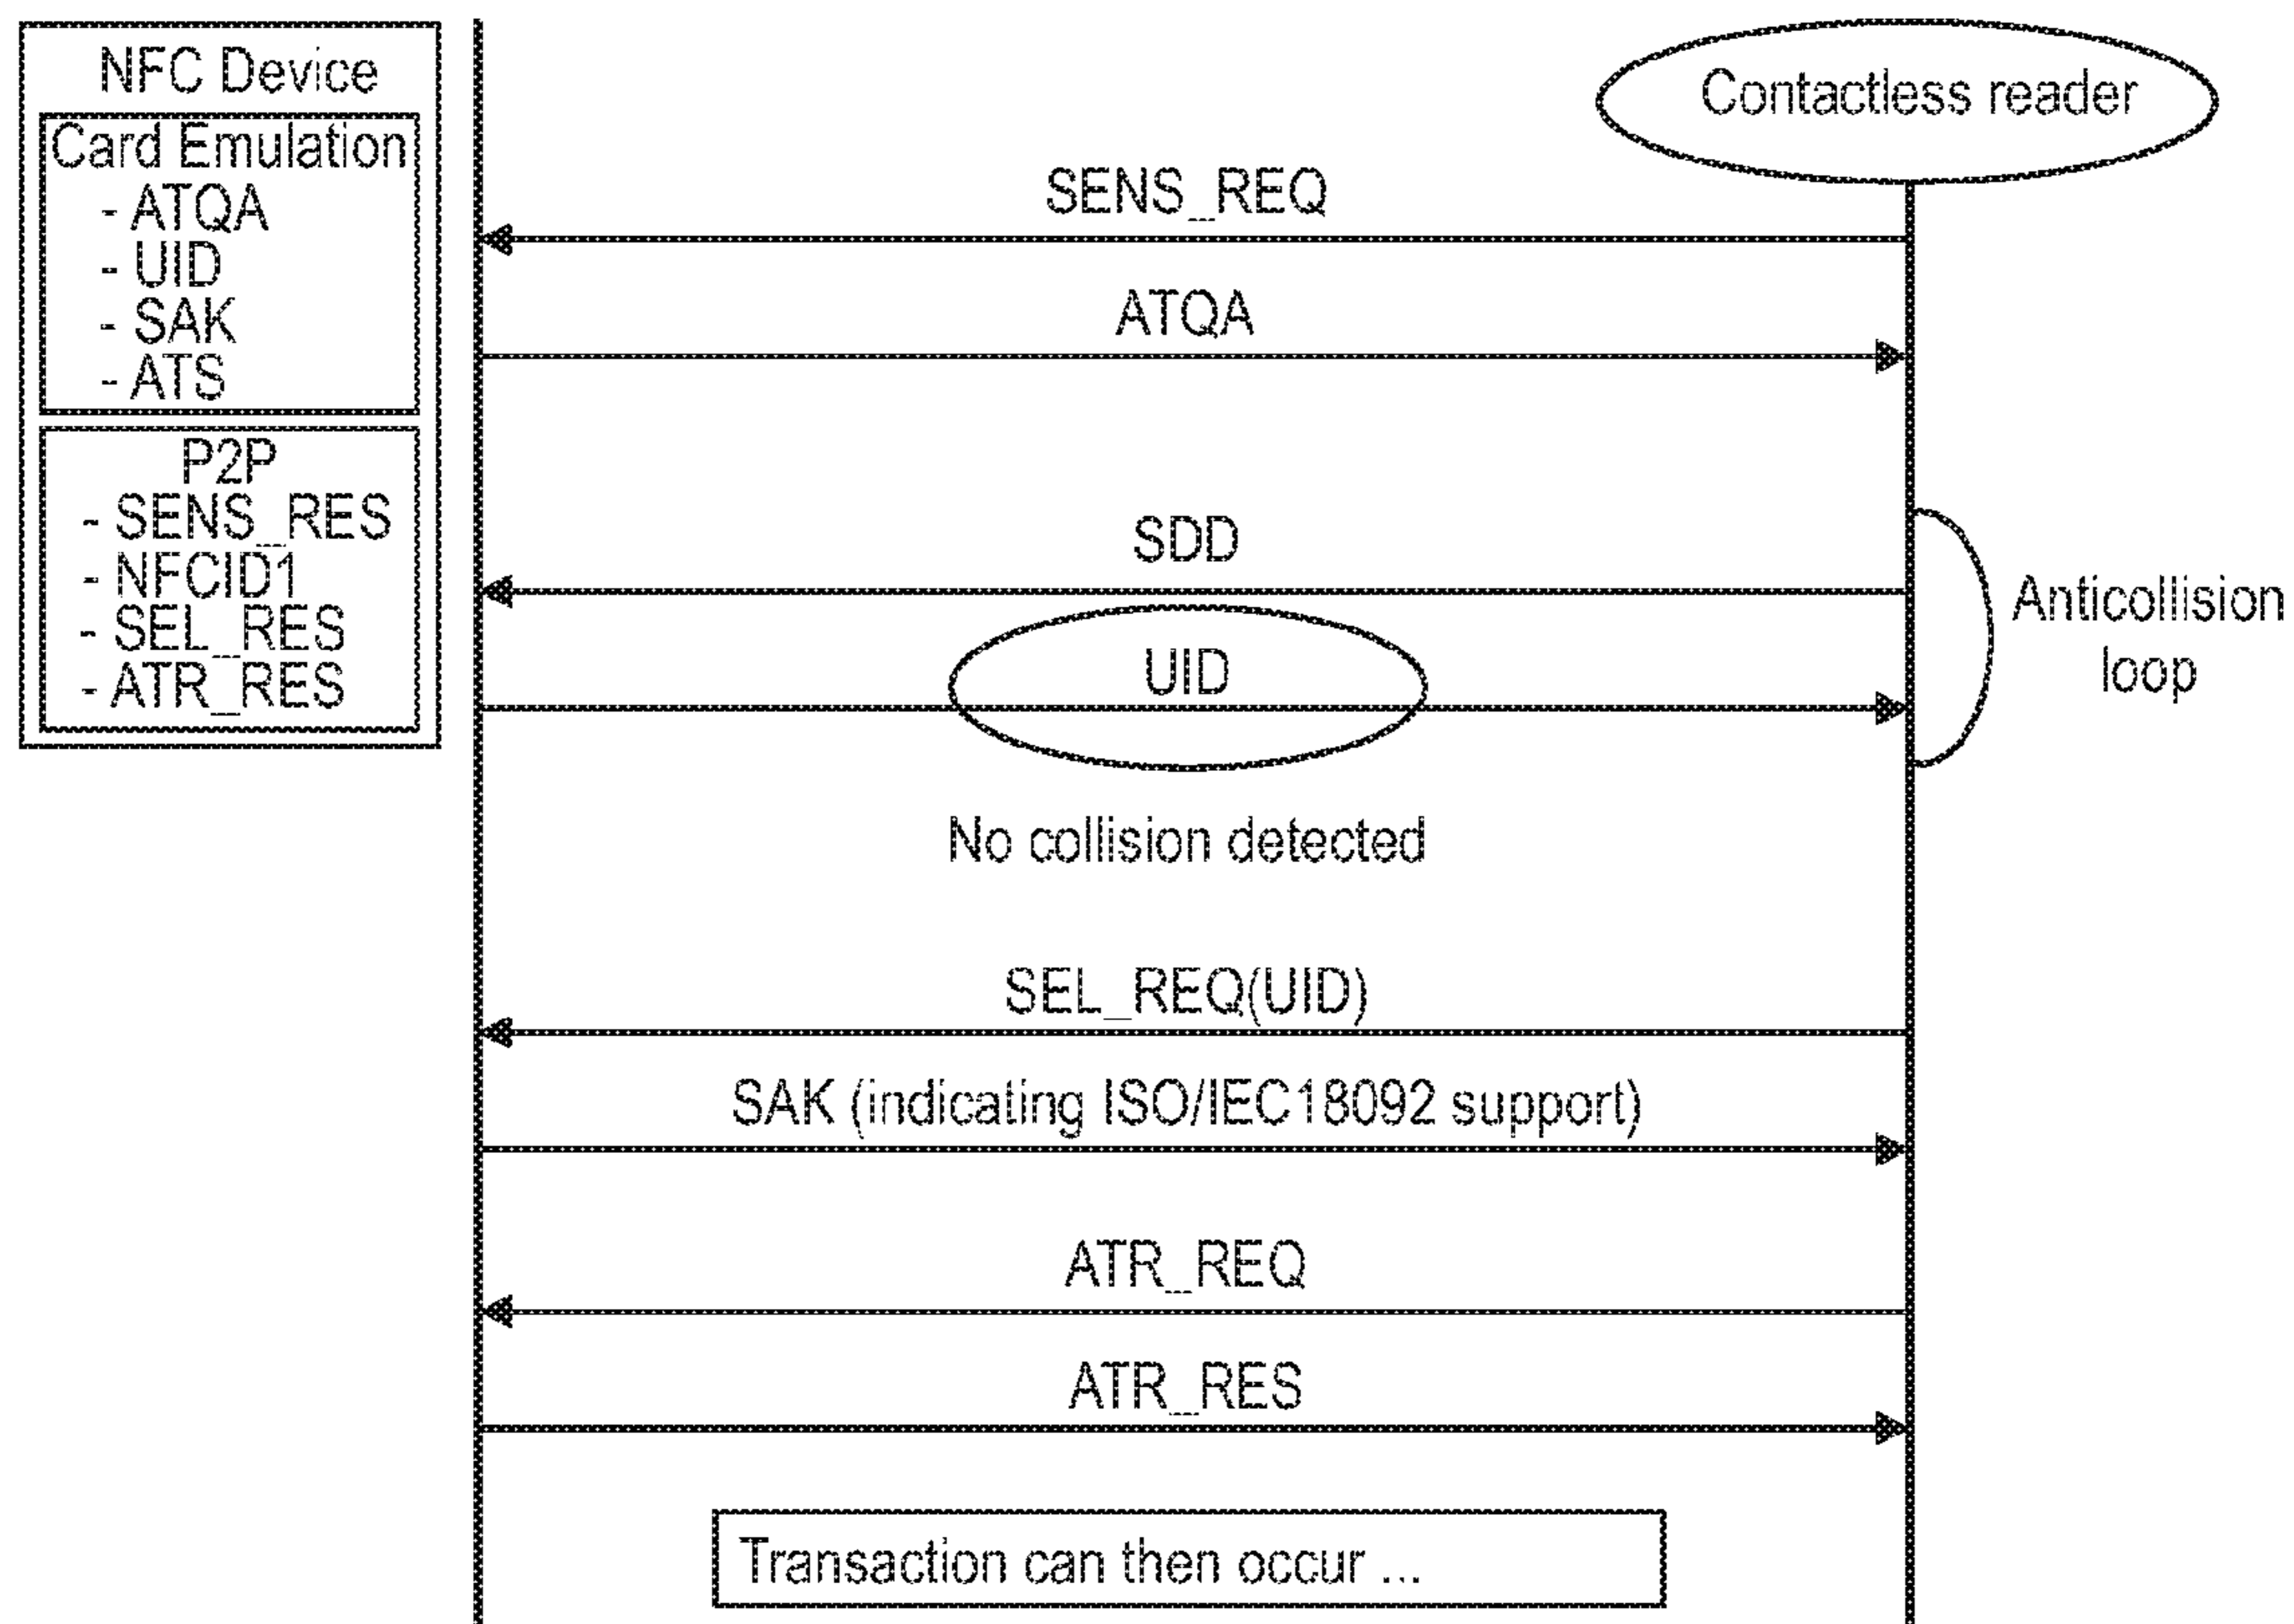 NFC Device
Card Emulation
- ATQA
- UID
- SAK
- ATS
P2P
- SENS_RES
- NFCID1
- SEL_RES
- ATR_RES
Contactless reader
SENS_REQ
ATQA
SDD
UID
Anticollision
loop
No collision detected
SEL_REQ(UID)
SAK (indicating ISO/IEC18092 support)
ATR_REQ
ATR_RES
Transaction can then occur ...